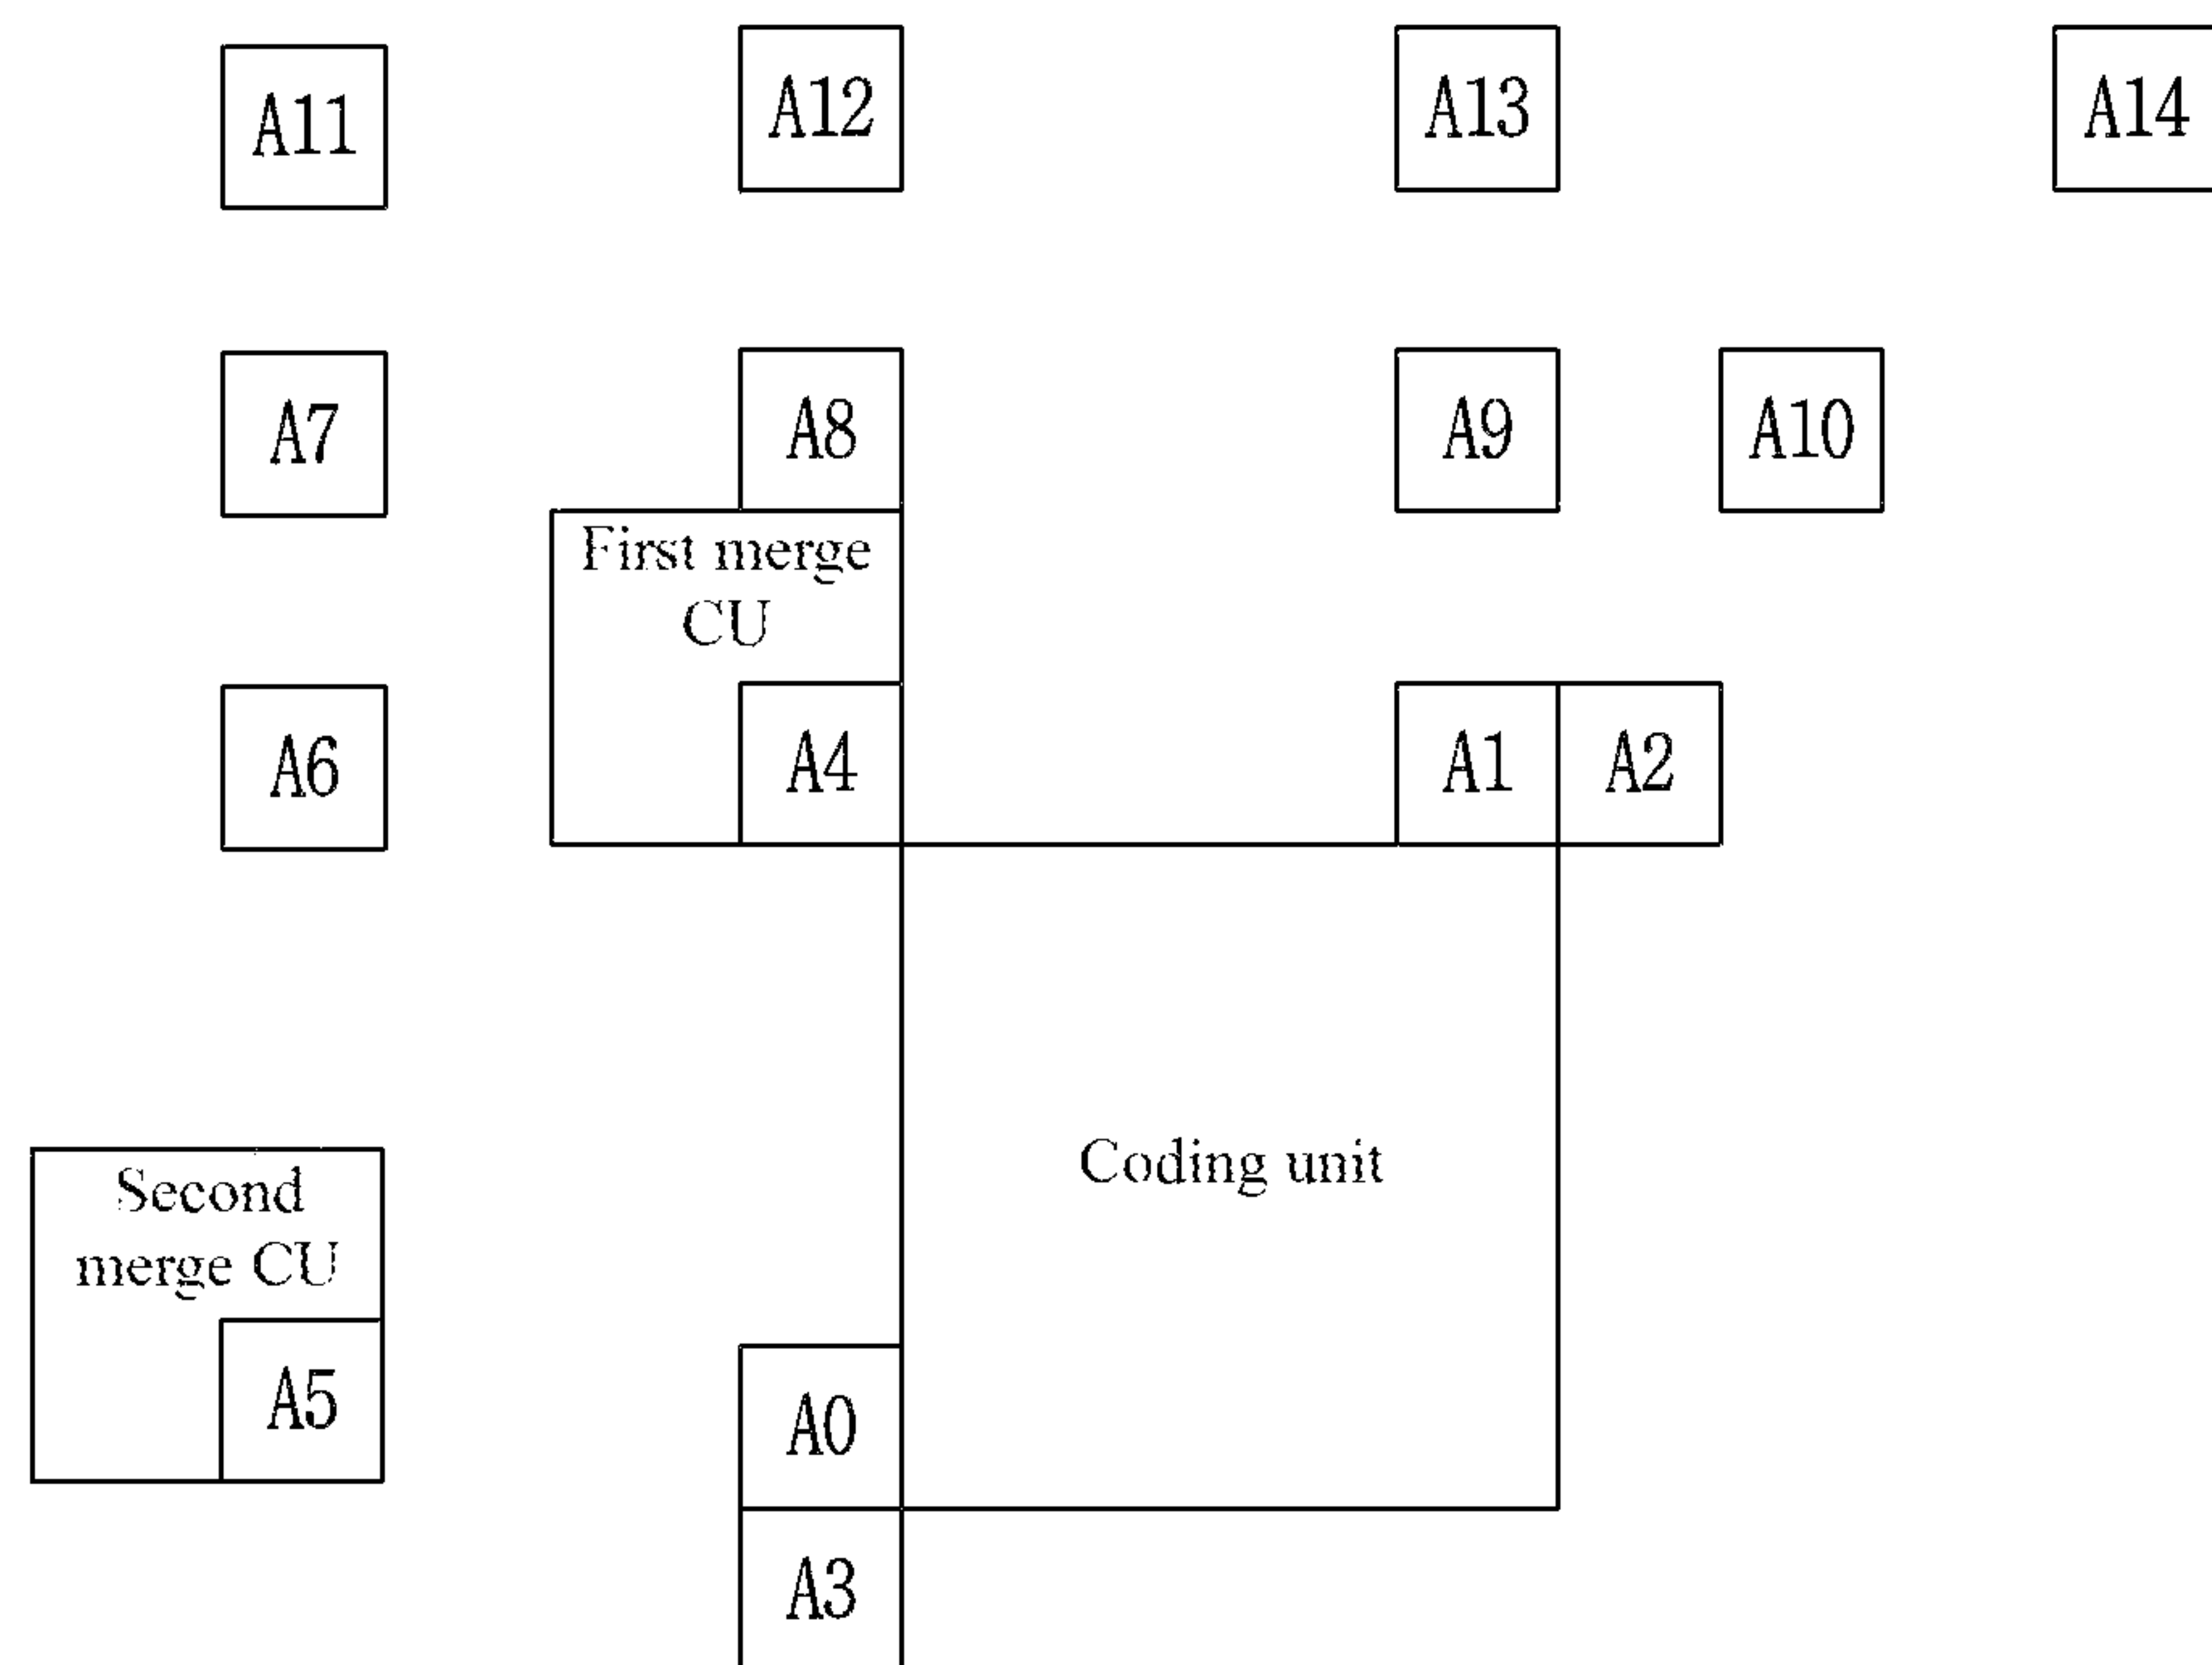 A11
A12
A13
A14
A7
A8
A9
A10
First merge
CU
A6
A4
A1
A2
Coding unit
Second
merge CU
A5
A0
A3